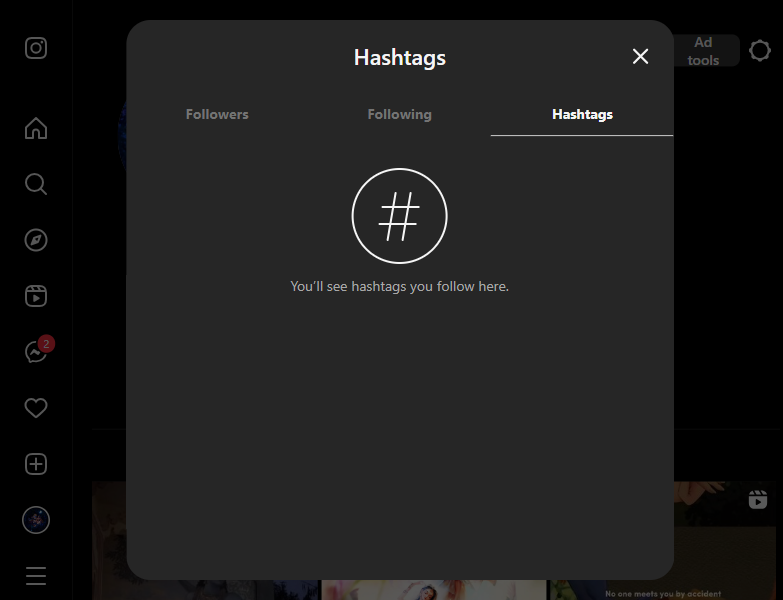 Hashtags
Ad
tools
Followers
Following
Hashtags
You'll see hashtags you follow here.
2
No one meets you by accident